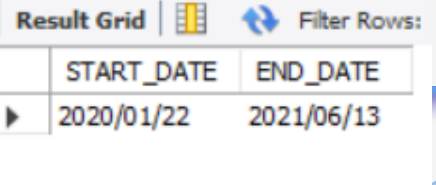 Result Grid Filter Rows:
START_DATE END_DATE
2020/01/22 2021/06/13